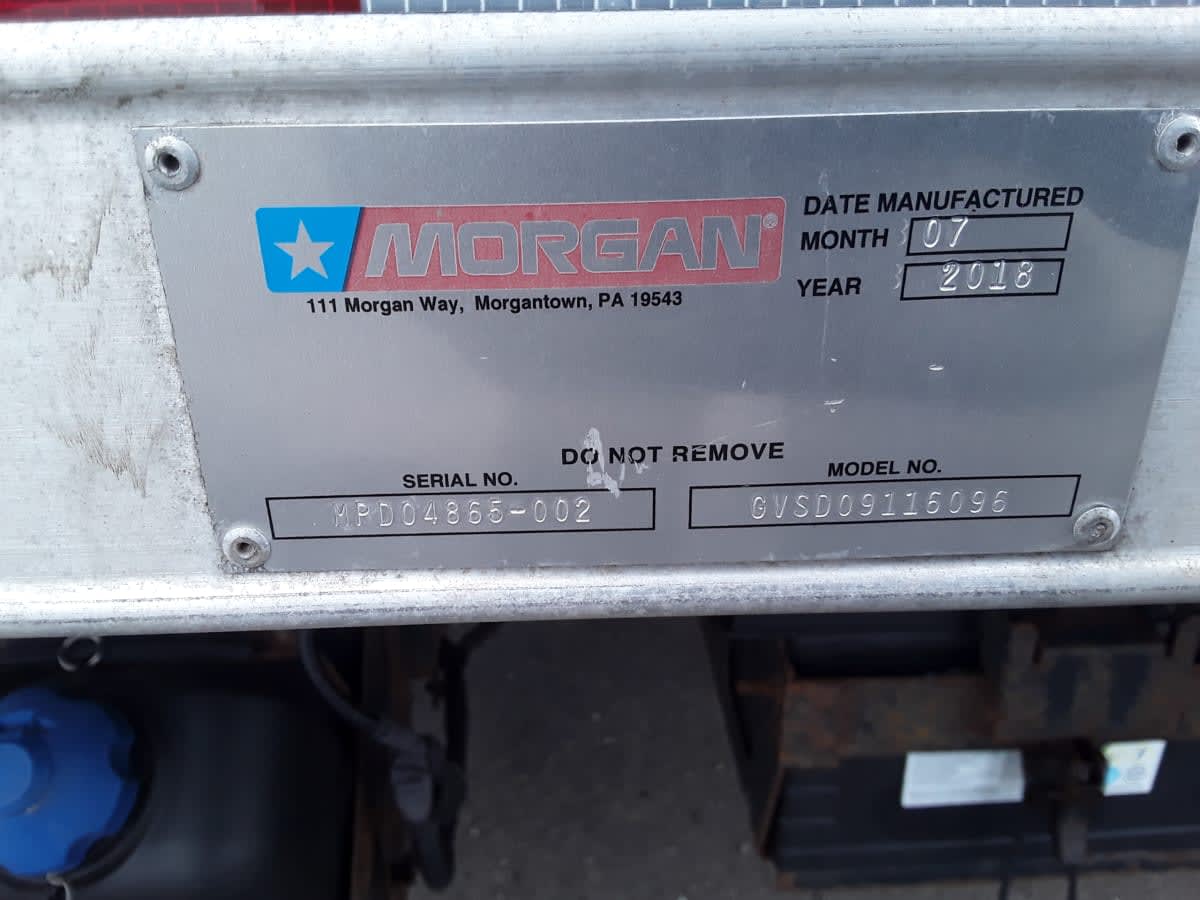 MORGAN®
111 Morgan Way, Morgantown, PA 19543
DATE MANUFACTURED
MONTH 07
YEAR 2018
DO NOT REMOVE
SERIAL NO.
MPD04865-002
MODEL NO.
GVSD09116096